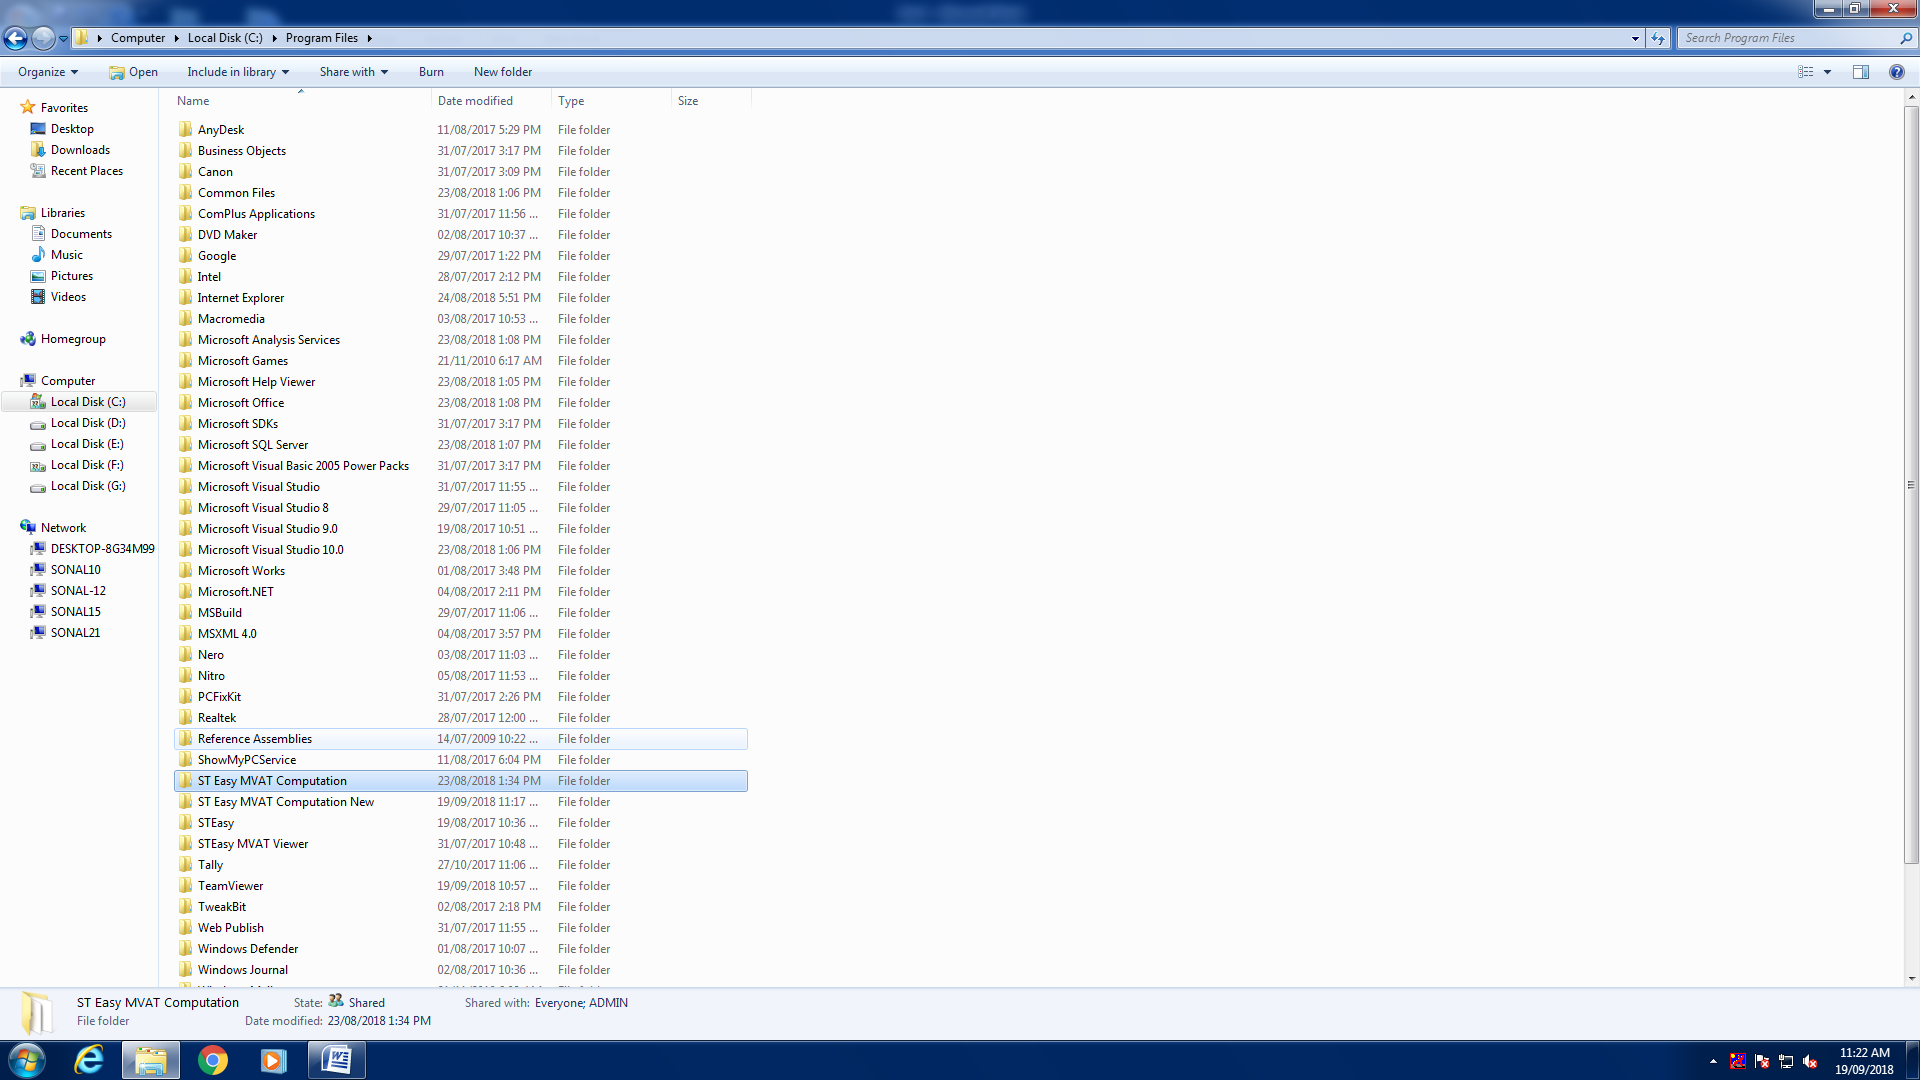 Computer Local Disk (C:) Program Files
Search Program Files
Organize Open Include in library Share with Burn New folder
Name Date modified Type Size
Favorites
Desktop
Downloads
Recent Places
Libraries
Documents
Music
Pictures
Videos
Homegroup
Computer
Local Disk (C:)
Local Disk (D:)
Local Disk (E:)
Local Disk (F:)
Local Disk (G:)
Network
DESKTOP-8G34M99
SONAL10
SONAL-12
SONAL15
SONAL21
AnyDesk 11/08/2017 5:29 PM File folder
Business Objects 31/07/2017 3:17 PM File folder
Canon 31/07/2017 3:09 PM File folder
Common Files 23/08/2018 1:06 PM File folder
ComPlus Applications 31/07/2017 11:56 ... File folder
DVD Maker 02/08/2017 10:37 ... File folder
Google 29/07/2017 1:22 PM File folder
Intel 28/07/2017 2:12 PM File folder
Internet Explorer 24/08/2018 5:51 PM File folder
Macromedia 03/08/2017 10:53 ... File folder
Microsoft Analysis Services 23/08/2018 1:08 PM File folder
Microsoft Games 21/11/2010 6:17 AM File folder
Microsoft Help Viewer 23/08/2018 1:05 PM File folder
Microsoft Office 23/08/2018 1:08 PM File folder
Microsoft SDKs 31/07/2017 3:17 PM File folder
Microsoft SQL Server 23/08/2018 1:07 PM File folder
Microsoft Visual Basic 2005 Power Packs 31/07/2017 3:17 PM File folder
Microsoft Visual Studio 31/07/2017 11:55 ... File folder
Microsoft Visual Studio 8 29/07/2017 11:05 ... File folder
Microsoft Visual Studio 9.0 19/08/2017 10:51 ... File folder
Microsoft Visual Studio 10.0 23/08/2018 1:06 PM File folder
Microsoft Works 01/08/2017 3:48 PM File folder
Microsoft.NET 04/08/2017 2:11 PM File folder
MSBuild 29/07/2017 11:06 ... File folder
MSXML 4.0 04/08/2017 3:57 PM File folder
Nero 03/08/2017 11:03 ... File folder
Nitro 05/08/2017 11:53 ... File folder
PCFixKit 31/07/2017 2:26 PM File folder
Realtek 28/07/2017 12:00 ... File folder
Reference Assemblies 14/07/2009 10:22 ... File folder
ShowMyPCService 11/08/2017 6:04 PM File folder
ST Easy MVAT Computation 23/08/2018 1:34 PM File folder
ST Easy MVAT Computation New 19/09/2018 11:17 ... File folder
STEasy 19/08/2017 10:36 ... File folder
STEasy MVAT Viewer 31/07/2017 10:48 ... File folder
Tally 27/10/2017 11:06 ... File folder
TeamViewer 19/09/2018 10:57 ... File folder
TweakBit 02/08/2017 2:18 PM File folder
Web Publish 31/07/2017 11:55 ... File folder
Windows Defender 01/08/2017 10:07 ... File folder
Windows Journal 02/08/2017 10:36 ... File folder
ST Easy MVAT Computation State: Shared Shared with: Everyone; ADMIN
File folder Date modified: 23/08/2018 1:34 PM
11:22 AM
19/09/2018